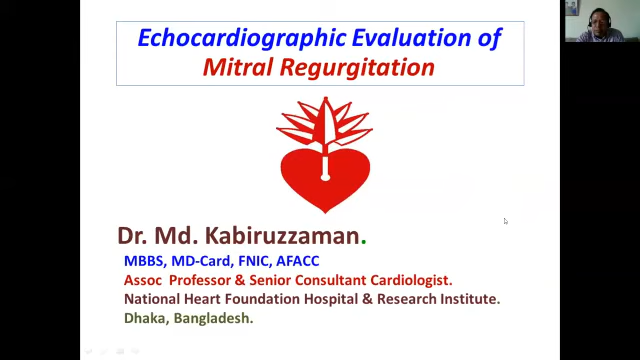 Echocardiographic Evaluation of
Mitral Regurgitation
Dr. Md. Kabiruzzaman.
MBBS, MD-Card, FNIC, AFACC
Assoc Professor & Senior Consultant Cardiologist.
National Heart Foundation Hospital & Research Institute.
Dhaka, Bangladesh.